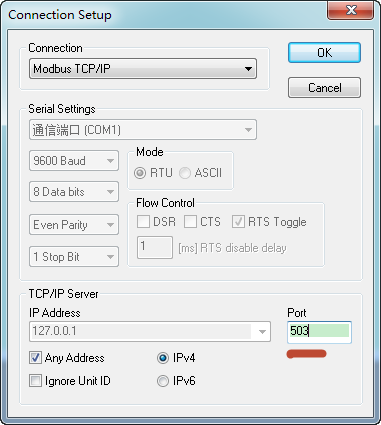 Connection Setup
Connection
Modbus TCP/IP
OK
Cancel
Serial Settings
通信端口 (COM1)
9600 Baud
Mode
RTU
ASCII
8 Data bits
Flow Control
Even Parity
DSR
CTS
RTS Toggle
1
[ms] RTS disable delay
1 Stop Bit
TCP/IP Server
IP Address
Port
127.0.0.1
503
Any Address
IPv4
Ignore Unit ID
IPv6